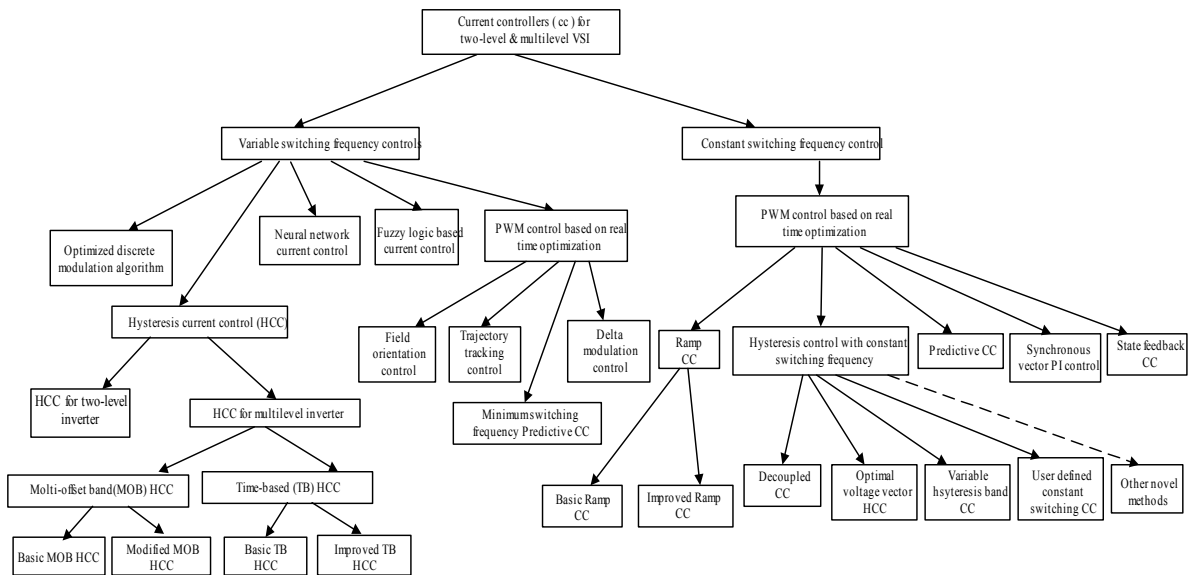 Current controllers ( cc ) for
two-level & multilevel VSI
Variable switching frequency controls
Constant switching frequency control
Optimized discrete
modulation algorithm
Neural network
current control
Fuzzy logic based
current control
PWM control based on real
time optimization
PWM control based on real
time optimization
Hysteresis current control (HCC)
Field
orientation
control
Trajectory
tracking
control
Delta
modulation
control
Minimumswitching
frequency Predictive CC
Ramp
CC
Hysteresis control with constant
switching frequency
Predictive CC
Synchronous
vector PI control
State feedback
CC
HCC for two-level
inverter
HCC for multilevel inverter
Molti-offset band(MOB) HCC
Time-based (TB) HCC
Basic MOB HCC
Modified MOB
HCC
Basic TB
HCC
Improved TB
HCC
Basic Ramp
CC
Improved Ramp
CC
Decoupled
CC
Optimal
voltage vector
HCC
Variable
hsyteresis band
CC
User defined
constant
switching CC
Other novel
methods